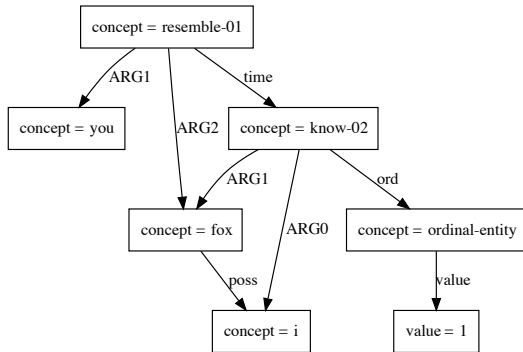 concept = resemble-01
ARG1
time
concept = you
ARG2
concept = know-02
ARG1
ord
concept = fox
ARG0
concept = ordinal-entity
poss
value
concept = i
value = 1